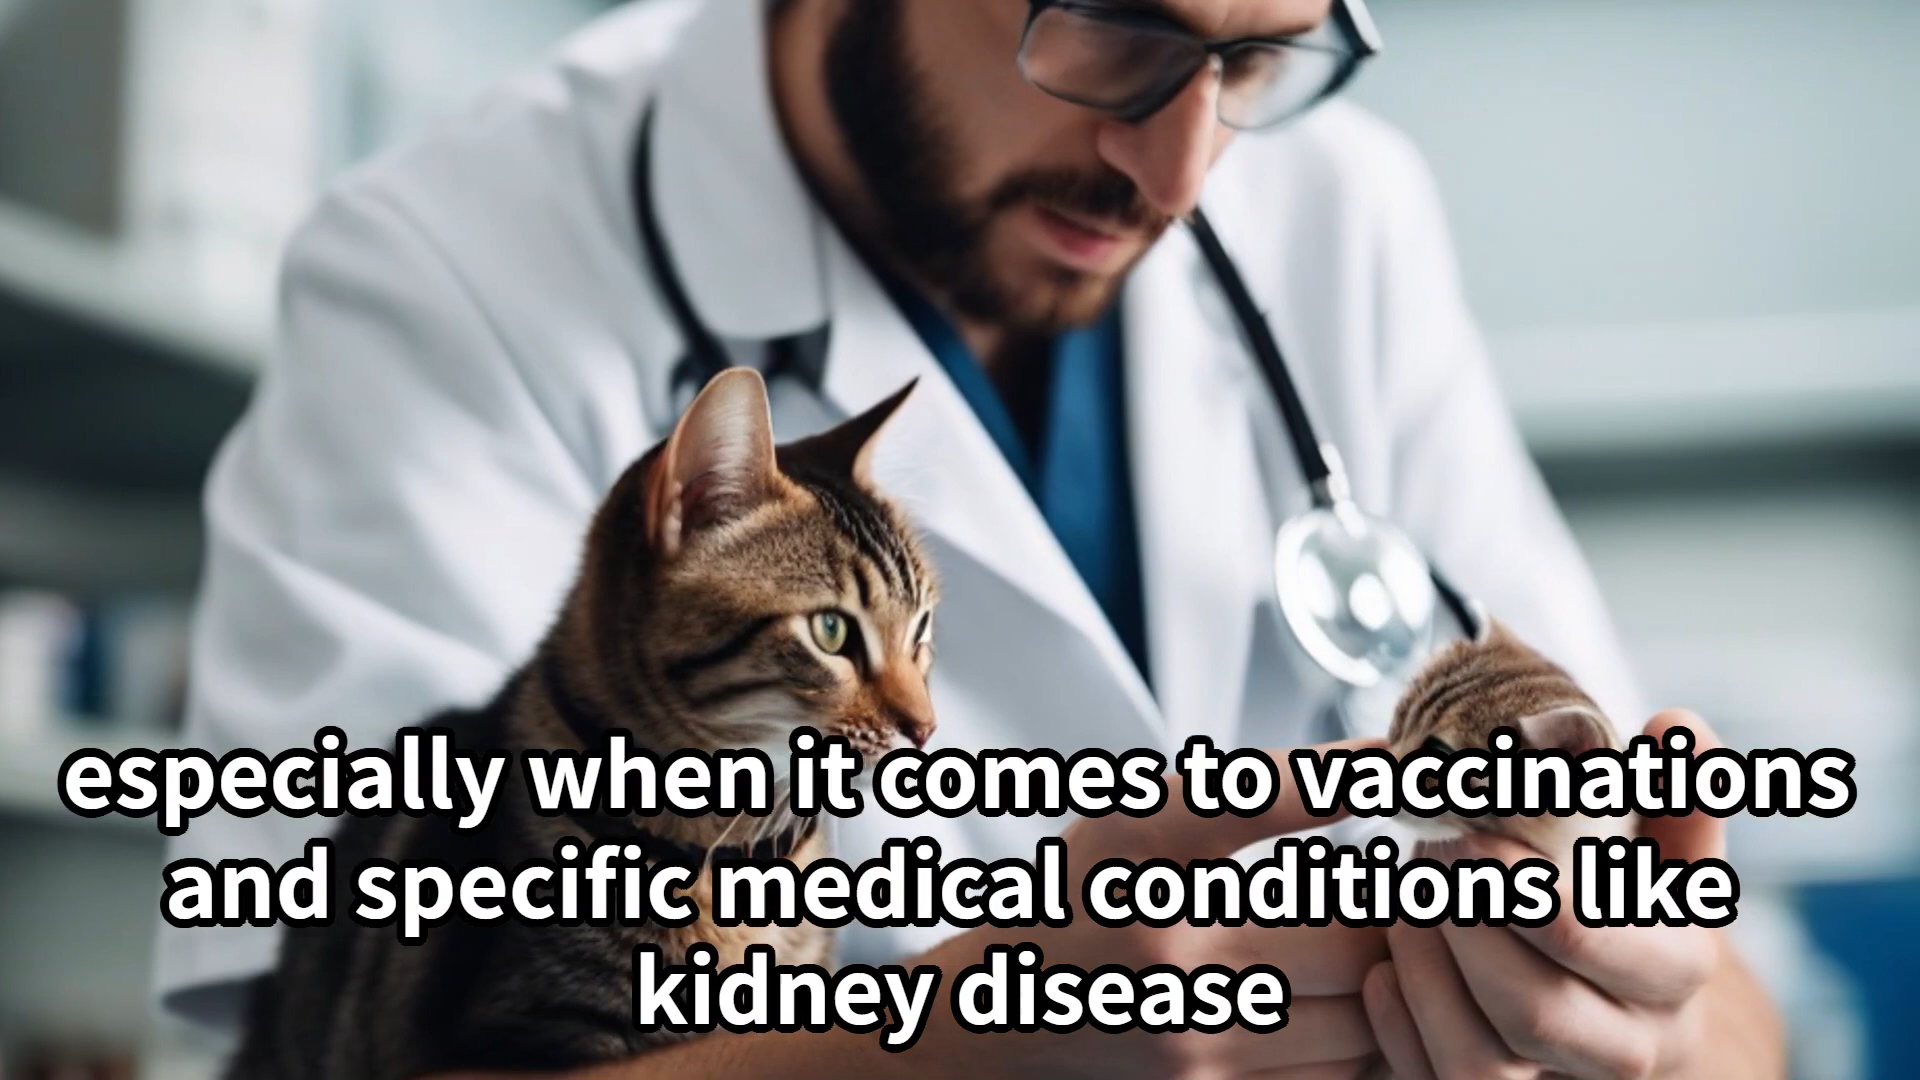 especially when it comes to vaccinations
and specific medical conditions like
kidney disease